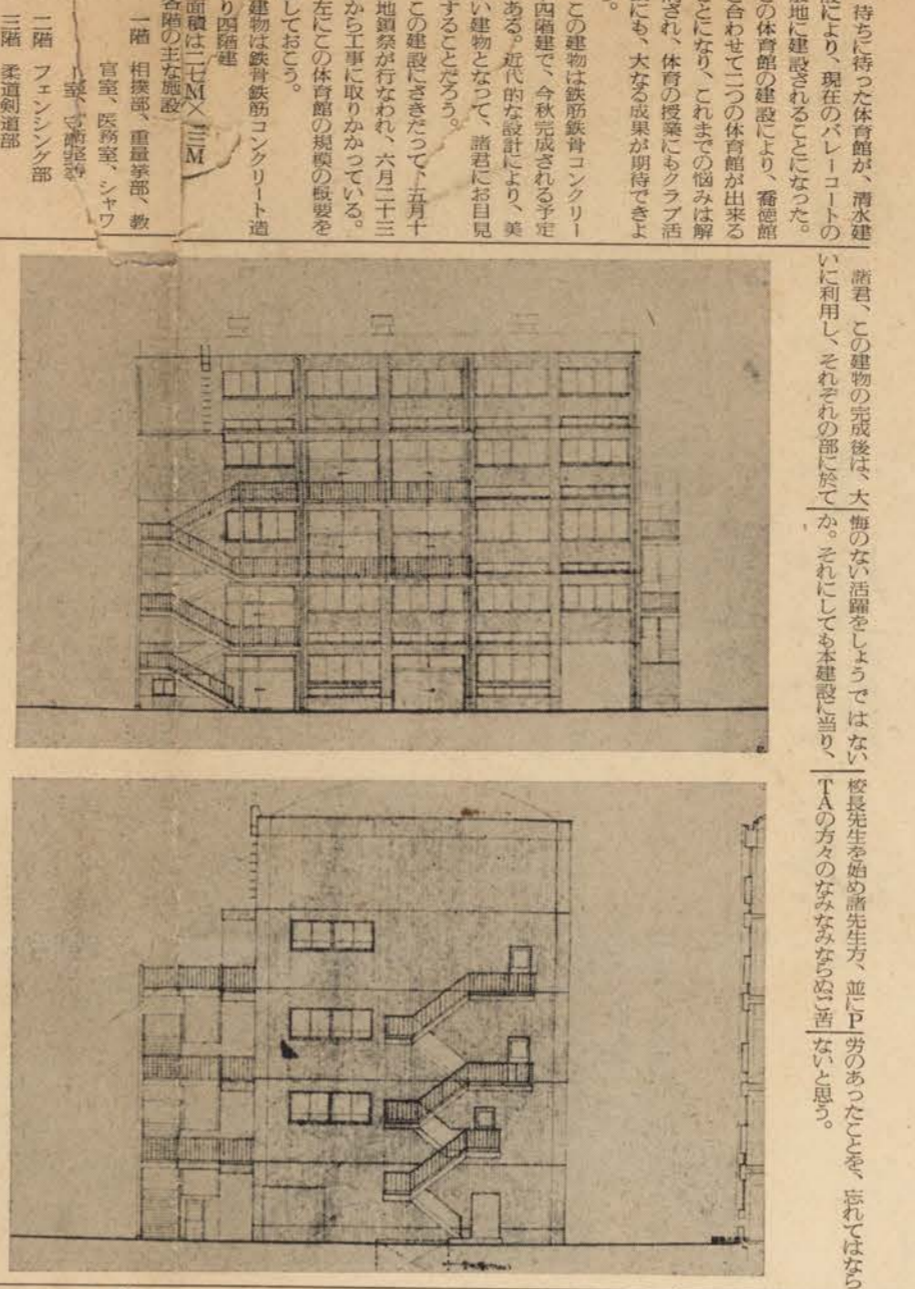 待ちに待った体育館が、清水建
により、現在のバレーコートの
地に建設されることになった。
の体育館の建設により、喬徳館
と合わせて二つの体育館が出来る
とになり、これまでの悩みは解
され、体育の授業にもクラブ活
にも、大なる成果が期待できよ
。
この建物は鉄筋鉄骨コンクリー
四階建で、今秋完成される予定
ある。近代的な設計により、美
い建物となって、諸君にお目見
することだろう。
この建設にさきだって、五月十
地鎮祭が行なわれ、六月二十三
から工事に取りかかっている。
左にこの体育館の規模の概要を
しておこう。
建物は鉄骨鉄筋コンクリート造
り四階建
面積は二七M×一三M
各階の主な施設
一階 相撲部、重量挙部、教
官室、医務室、シャワ
ー室、
二階 フェンシング部
三階 柔道剣道部
諸君、この建物の完成後は、大
いに利用し、それぞれの部に於て
悔のない活躍をしようではない
か。それにしても本建設に当り、
校長先生を始め諸先生方、並にP
TAの方々のなみなみならぬご苦
労のあったことを、忘れてはなら
ないと思う。